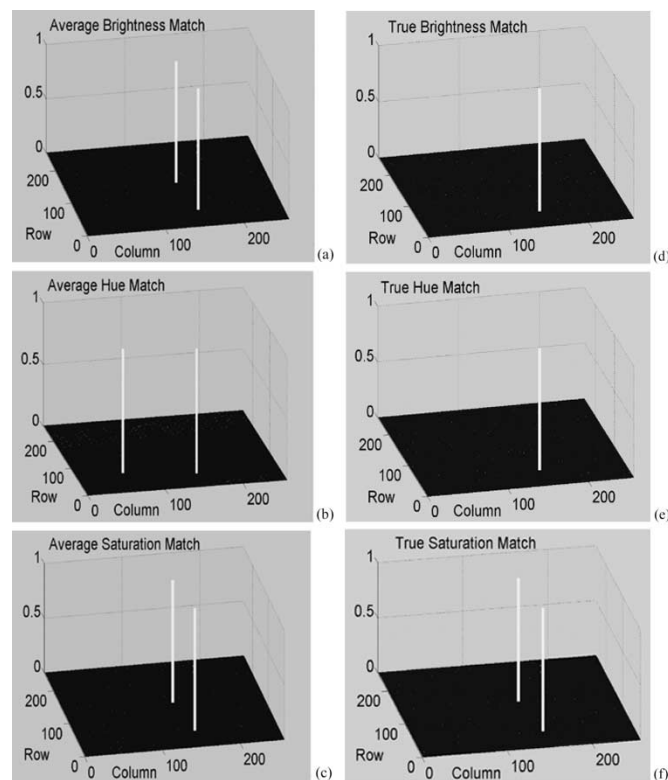 Average Brightness Match
1
0.5
0
200
100
Row
0
0
Column
100
200
(a)
True Brightness Match
1
0.5
0
200
100
Row
0
0
Column
100
200
(d)
Average Hue Match
1
0.5
0
200
100
Row
0
0
Column
100
200
(b)
True Hue Match
1
0.5
0
200
100
Row
0
0
Column
100
200
(e)
Average Saturation Match
1
0.5
0
200
100
Row
0
0
Column
100
200
(c)
True Saturation Match
1
0.5
0
200
100
Row
0
0
Column
100
200
(f)